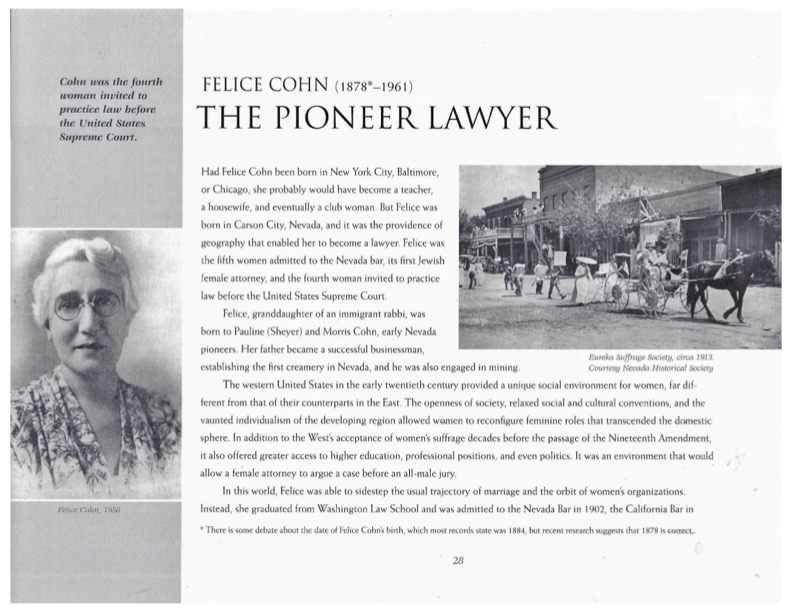 Cohn was the fourth
woman invited to
practice law before
the United States
Supreme Court.
FELICE COHN (1878*–1961)
THE PIONEER LAWYER
Had Felice Cohn been born in New York City, Baltimore,
or Chicago, she probably would have become a teacher,
a housewife, and eventually a club woman. But Felice was
born in Carson City, Nevada, and it was the providence of
geography that enabled her to become a lawyer. Felice was
the fifth women admitted to the Nevada bar, its first Jewish
female attorney, and the fourth woman invited to practice
law before the United States Supreme Court.
Felice, granddaughter of an immigrant rabbi, was
born to Pauline (Sheyer) and Morris Cohn, early Nevada
pioneers. Her father became a successful businessman,
establishing the first creamery in Nevada, and he was also engaged in mining.
Eureka Suffrage Society, circa 1913.
Courtesy Nevada Historical Society
The western United States in the early twentieth century provided a unique social environment for women, far dif-
ferent from that of their counterparts in the East. The openness of society, relaxed social and cultural conventions, and the
vaunted individualism of the developing region allowed women to reconfigure feminine roles that transcended the domestic
sphere. In addition to the West's acceptance of women's suffrage decades before the passage of the Nineteenth Amendment,
it also offered greater access to higher education, professional positions, and even politics. It was an environment that would
allow a female attorney to argue a case before an all-male jury.
In this world, Felice was able to sidestep the usual trajectory of marriage and the orbit of women's organizations.
Instead, she graduated from Washington Law School and was admitted to the Nevada Bar in 1902, the California Bar in
Felice Cohn, 1950
* There is some debate about the date of Felice Cohn's birth, which most records state was 1884, but recent research suggests that 1878 is correct.
28